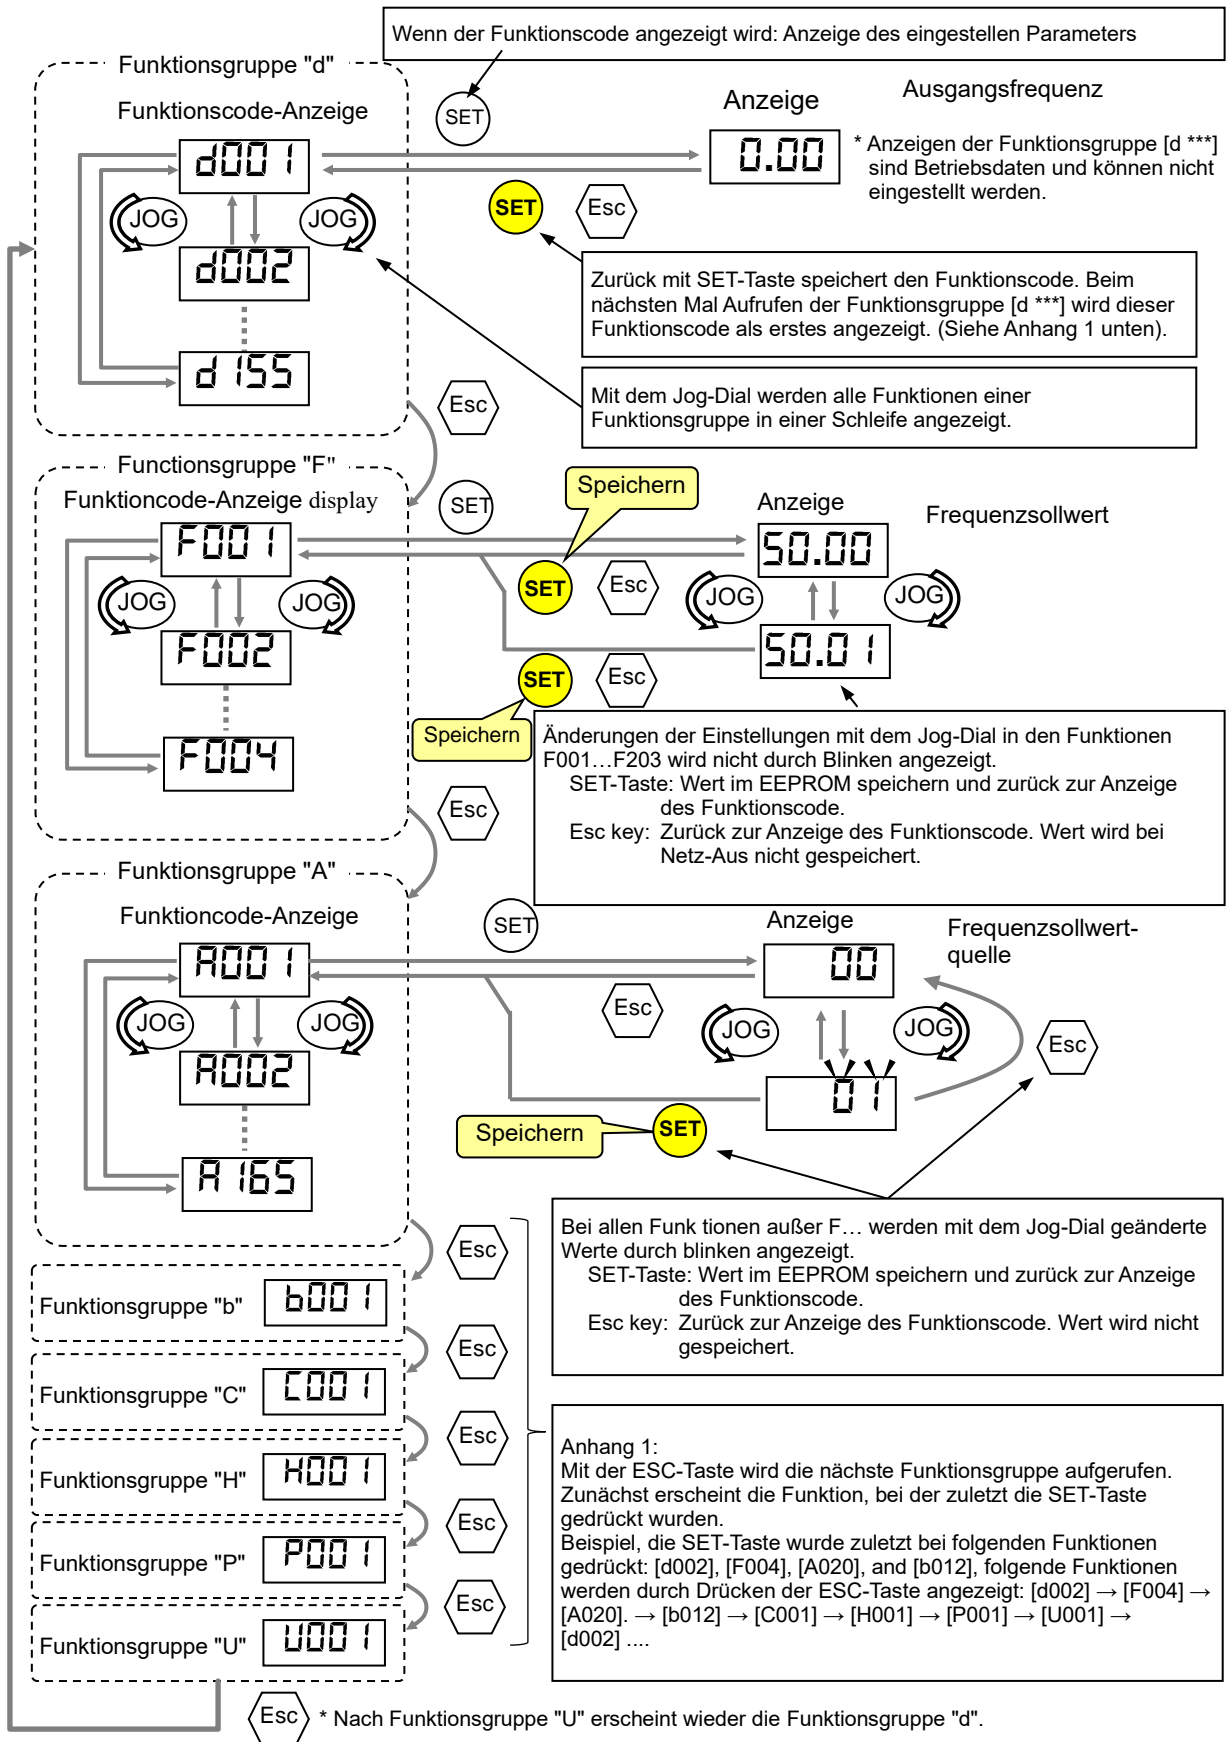 Wenn der Funktionscode angezeigt wird: Anzeige des eingestellen Parameters
Funktionsgruppe "d"
Funktionscode-Anzeige
SET
Anzeige
Ausgangsfrequenz
d001
0.00
* Anzeigen der Funktionsgruppe [d ***]
sind Betriebsdaten und können nicht
eingestellt werden.
JOG
JOG
SET
Esc
d002
Zurück mit SET-Taste speichert den Funktionscode. Beim
nächsten Mal Aufrufen der Funktionsgruppe [d ***] wird dieser
Funktionscode als erstes angezeigt. (Siehe Anhang 1 unten).
d155
Esc
Mit dem Jog-Dial werden alle Funktionen einer
Funktionsgruppe in einer Schleife angezeigt.
Functionsgruppe "F"
Funktioncode-Anzeige display
SET
Speichern
Anzeige
Frequenzsollwert
F001
50.00
JOG
JOG
SET
Esc
JOG
JOG
F002
50.01
SET
Esc
Speichern
F004
Esc
Änderungen der Einstellungen mit dem Jog-Dial in den Funktionen
F001…F203 wird nicht durch Blinken angezeigt.
SET-Taste: Wert im EEPROM speichern und zurück zur Anzeige
des Funktionscode.
Esc key: Zurück zur Anzeige des Funktionscode. Wert wird bei
Netz-Aus nicht gespeichert.
Funktionsgruppe "A"
Funktioncode-Anzeige
SET
Anzeige
Frequenzsollwert-
quelle
A001
00
JOG
JOG
Esc
JOG
JOG
Esc
A002
01
Speichern
SET
A165
Bei allen Funk tionen außer F… werden mit dem Jog-Dial geänderte
Werte durch blinken angezeigt.
SET-Taste: Wert im EEPROM speichern und zurück zur Anzeige
des Funktionscode.
Esc key: Zurück zur Anzeige des Funktionscode. Wert wird nicht
gespeichert.
Esc
Funktionsgruppe "b"
b001
Esc
Funktionsgruppe "C"
C001
Esc
Funktionsgruppe "H"
H001
Esc
Funktionsgruppe "P"
P001
Esc
Funktionsgruppe "U"
U001
Anhang 1:
Mit der ESC-Taste wird die nächste Funktionsgruppe aufgerufen.
Zunächst erscheint die Funktion, bei der zuletzt die SET-Taste
gedrückt wurden.
Beispiel, die SET-Taste wurde zuletzt bei folgenden Funktionen
gedrückt: [d002], [F004], [A020], and [b012], folgende Funktionen
werden durch Drücken der ESC-Taste angezeigt: [d002] → [F004] →
[A020]. → [b012] → [C001] → [H001] → [P001] → [U001] →
[d002] ....
Esc
* Nach Funktionsgruppe "U" erscheint wieder die Funktionsgruppe "d".